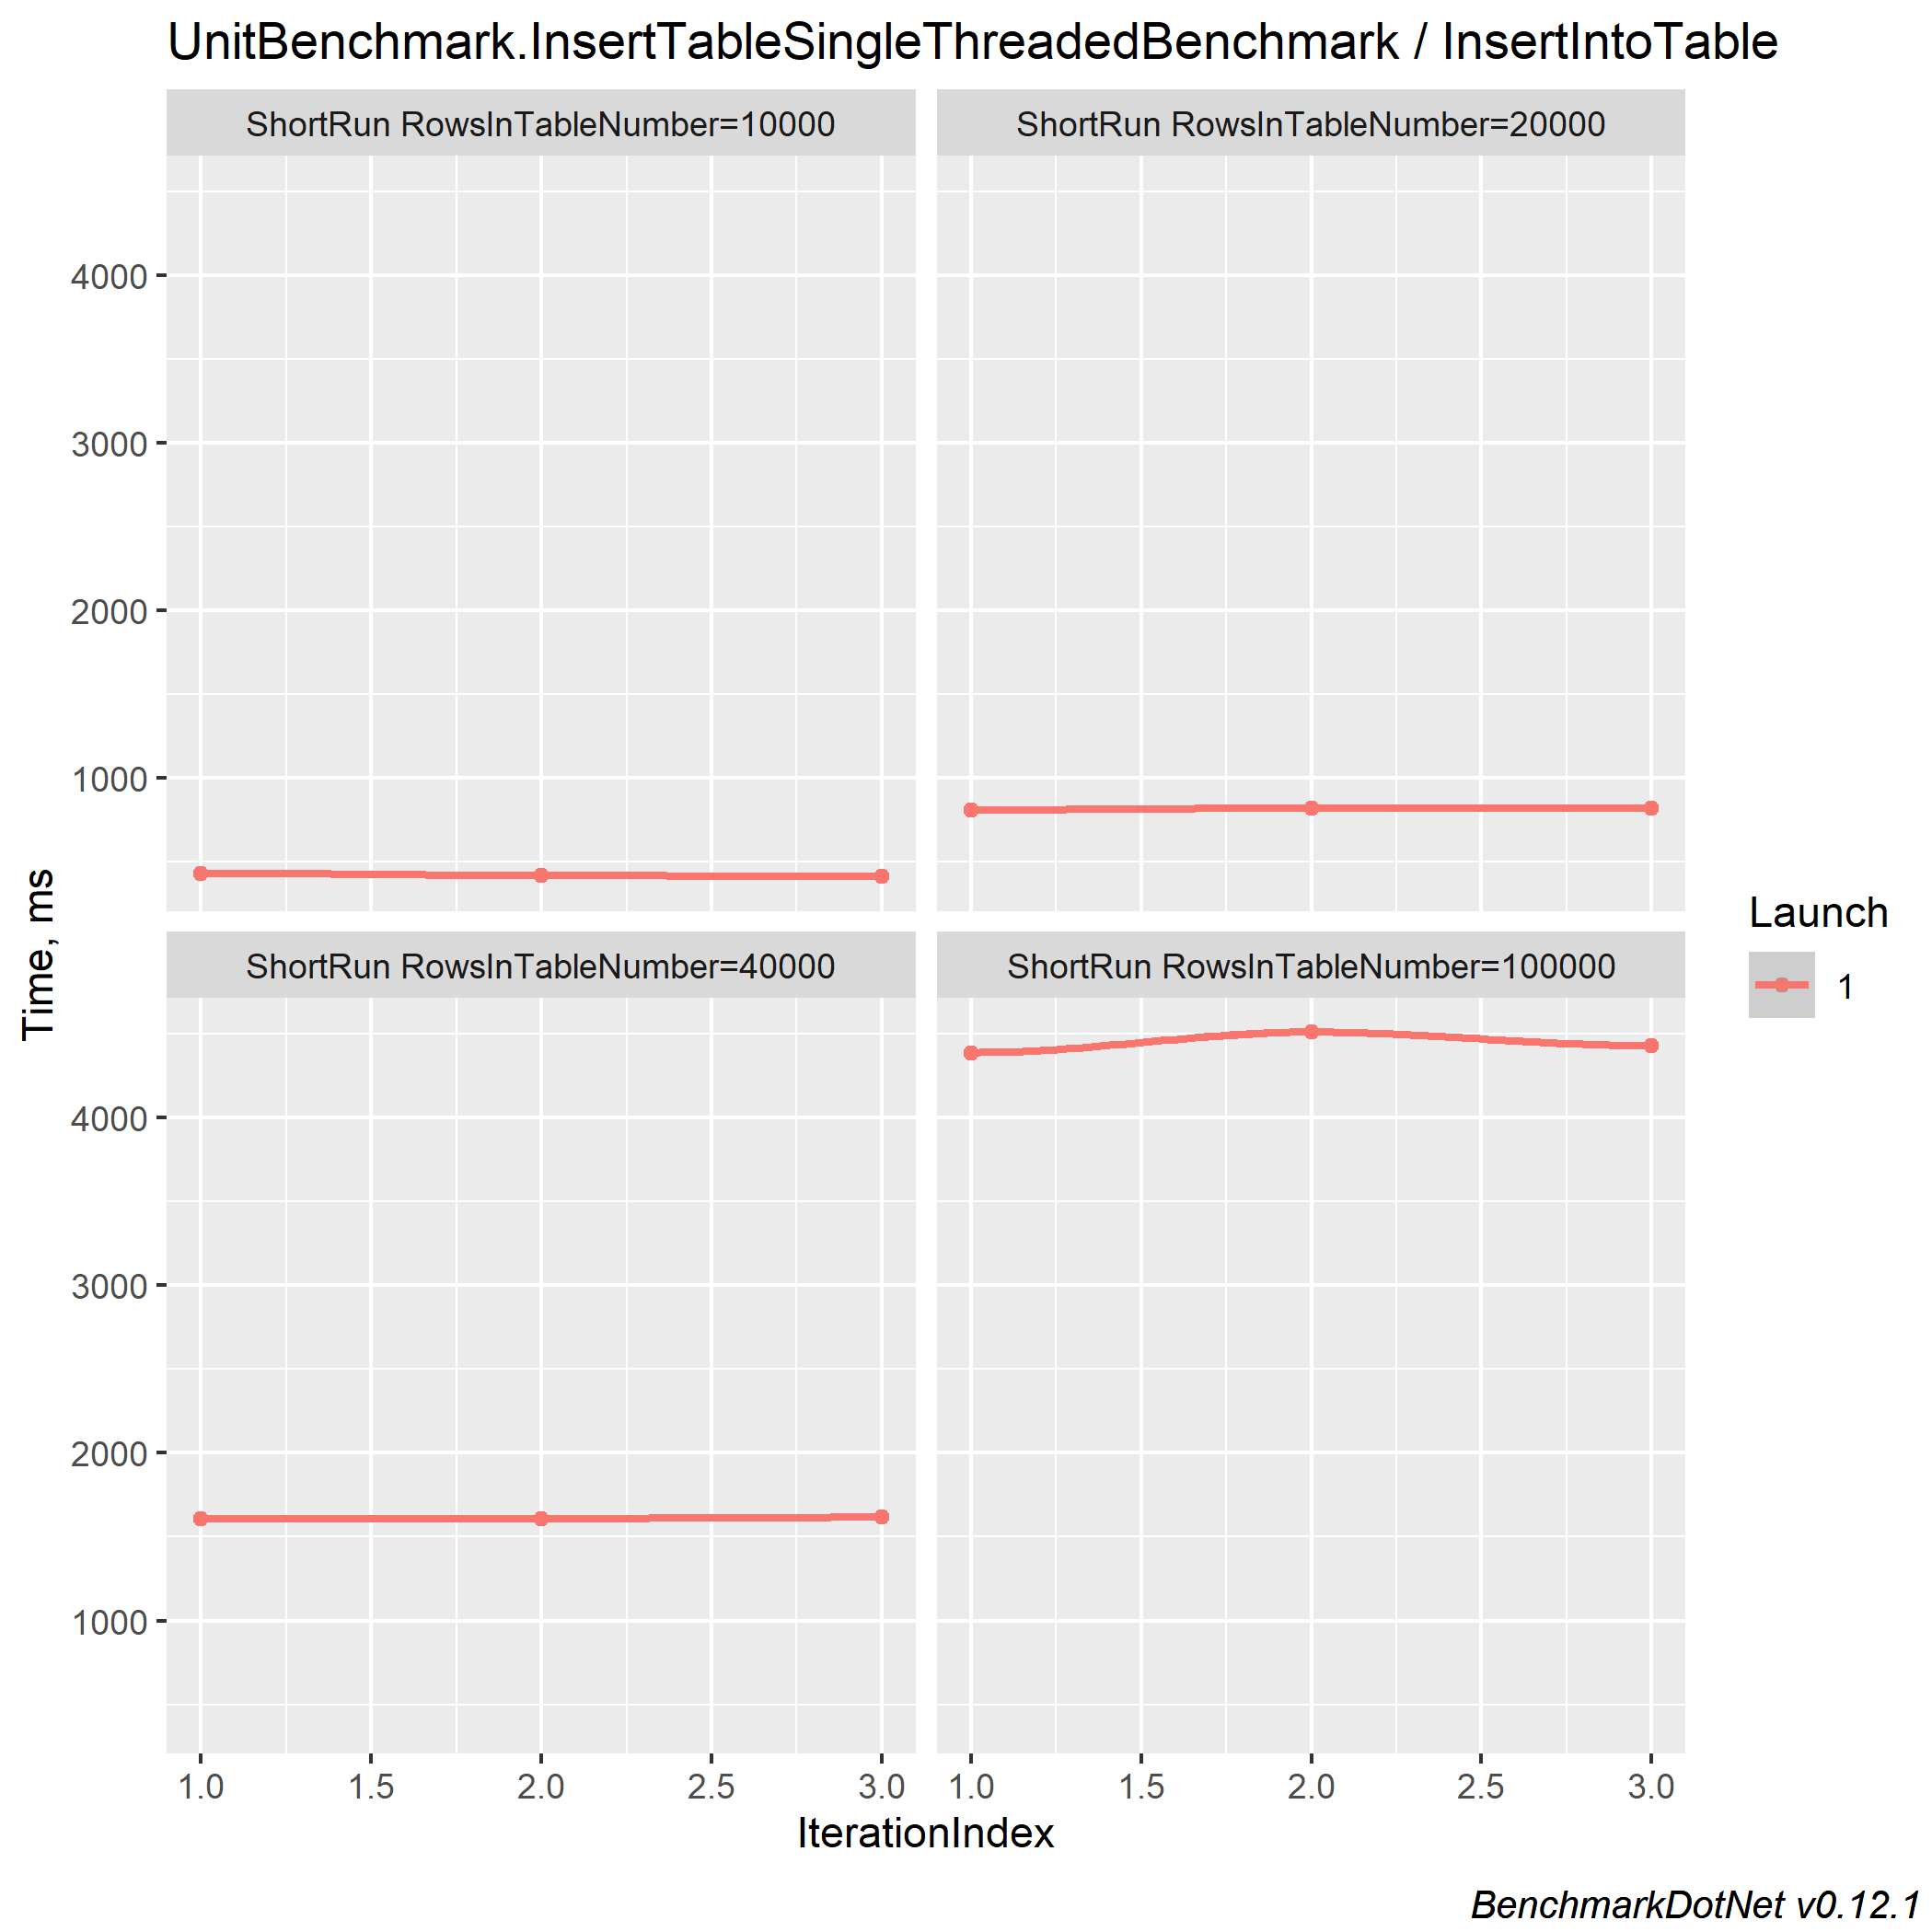 UnitBenchmark.InsertTableSingleThreadedBenchmark / InsertIntoTable
ShortRun RowsInTableNumber=10000
ShortRun RowsInTableNumber=20000
4000
3000
2000
1000
Time, ms
ShortRun RowsInTableNumber=40000
ShortRun RowsInTableNumber=100000
4000
3000
2000
1000
1.0 1.5 2.0 2.5 3.0
1.0 1.5 2.0 2.5 3.0
IterationIndex
Launch
1
BenchmarkDotNet v0.12.1